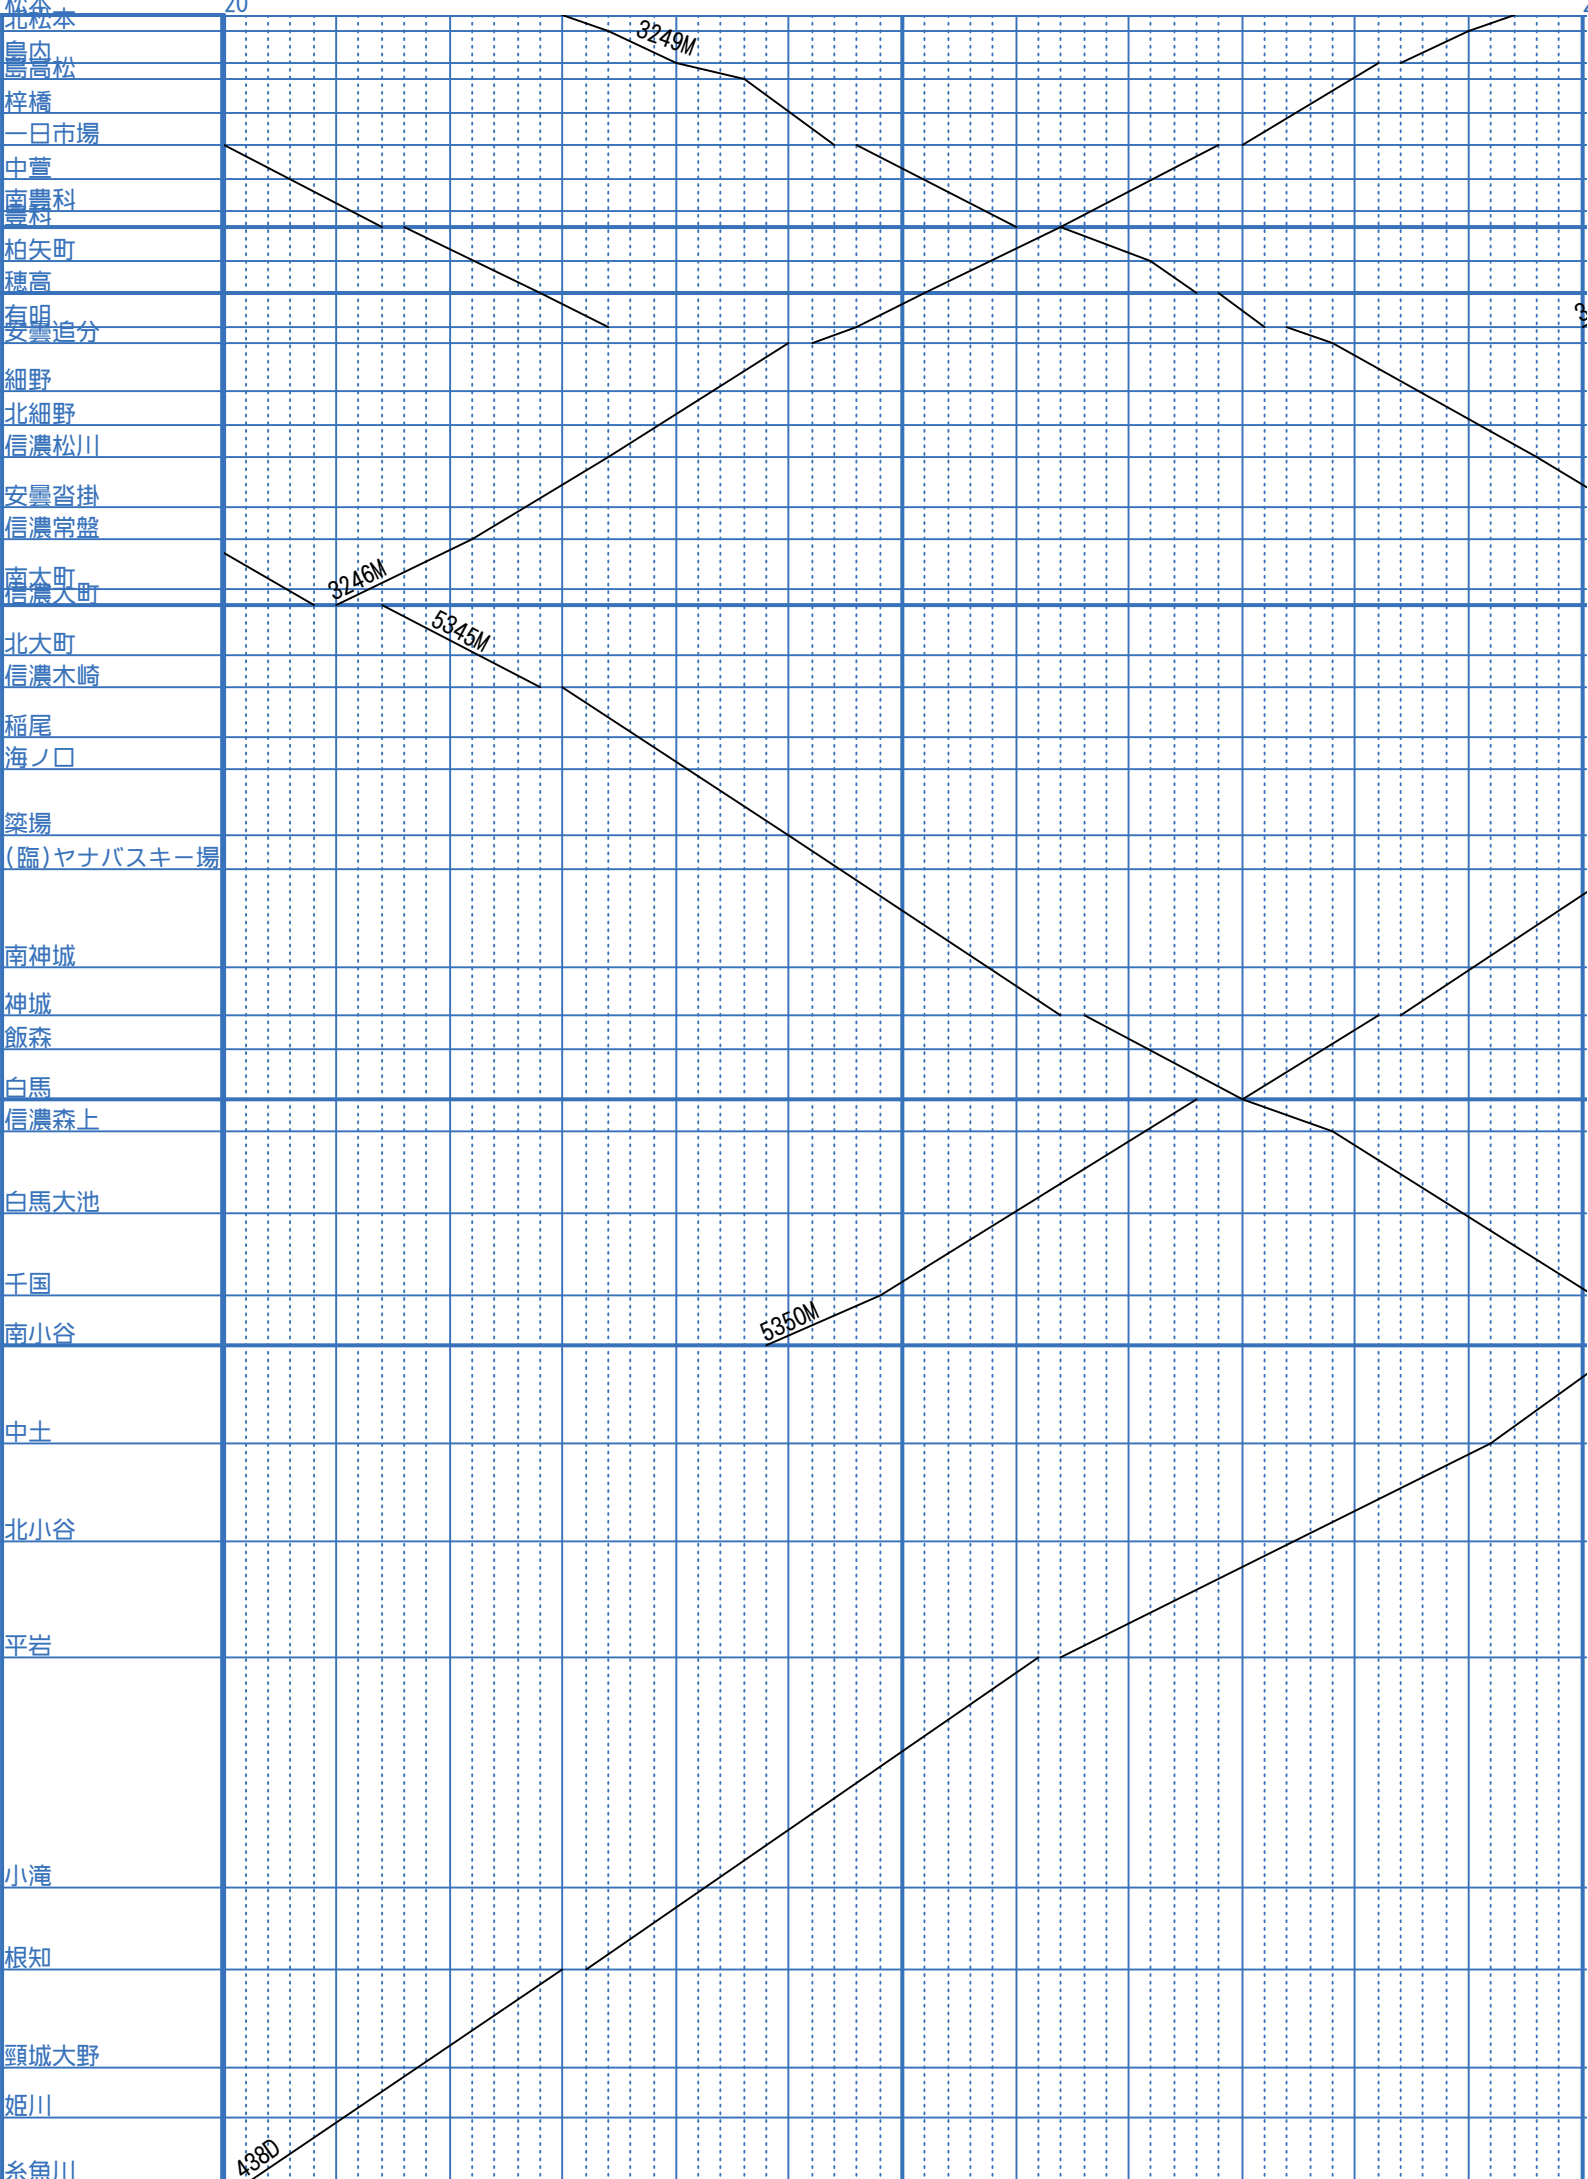 松本
20
北松本
3249M
島内
島高松
梓橋
一日市場
中萱
南豊科
豊科
柏矢町
穂高
有明
安曇追分
細野
北細野
信濃松川
安曇沓掛
信濃常盤
南大町
3246M
信濃大町
5345M
北大町
信濃木崎
稲尾
海ノ口
簗場
(臨)ヤナバスキー場
南神城
神城
飯森
白馬
信濃森上
白馬大池
千国
5350M
南小谷
中土
北小谷
平岩
小滝
根知
頸城大野
姫川
438D
糸魚川